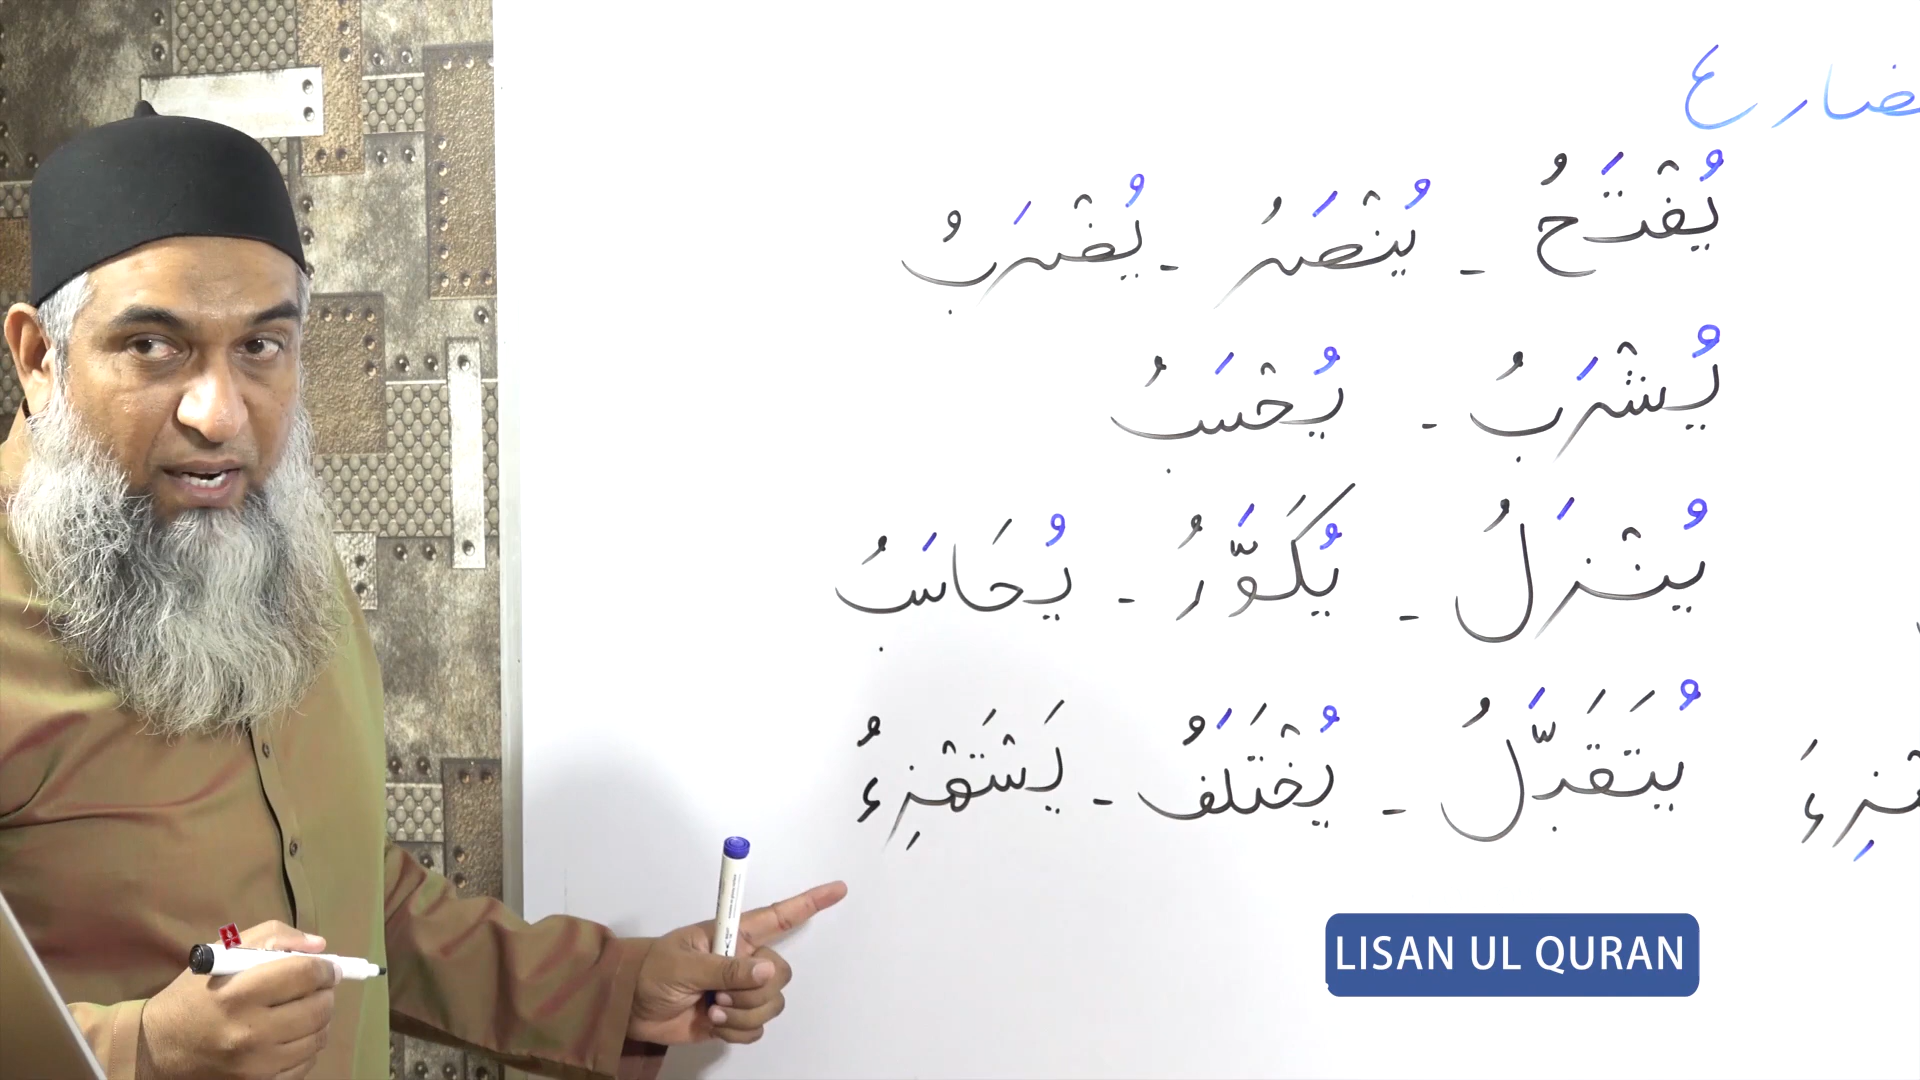 ضارع
يُفْتَحُ - يُنْصَرُ - يُضْرَبُ
يُشْرَبُ - يُحْسَبُ
يُنْزَلُ - يُكَوَّرُ - يُحَاسَبُ
يُتَقَبَّلُ - يُخْتَلَفُ - يَسْتَهْزِءُ
هْزِءَ
LISAN UL QURAN